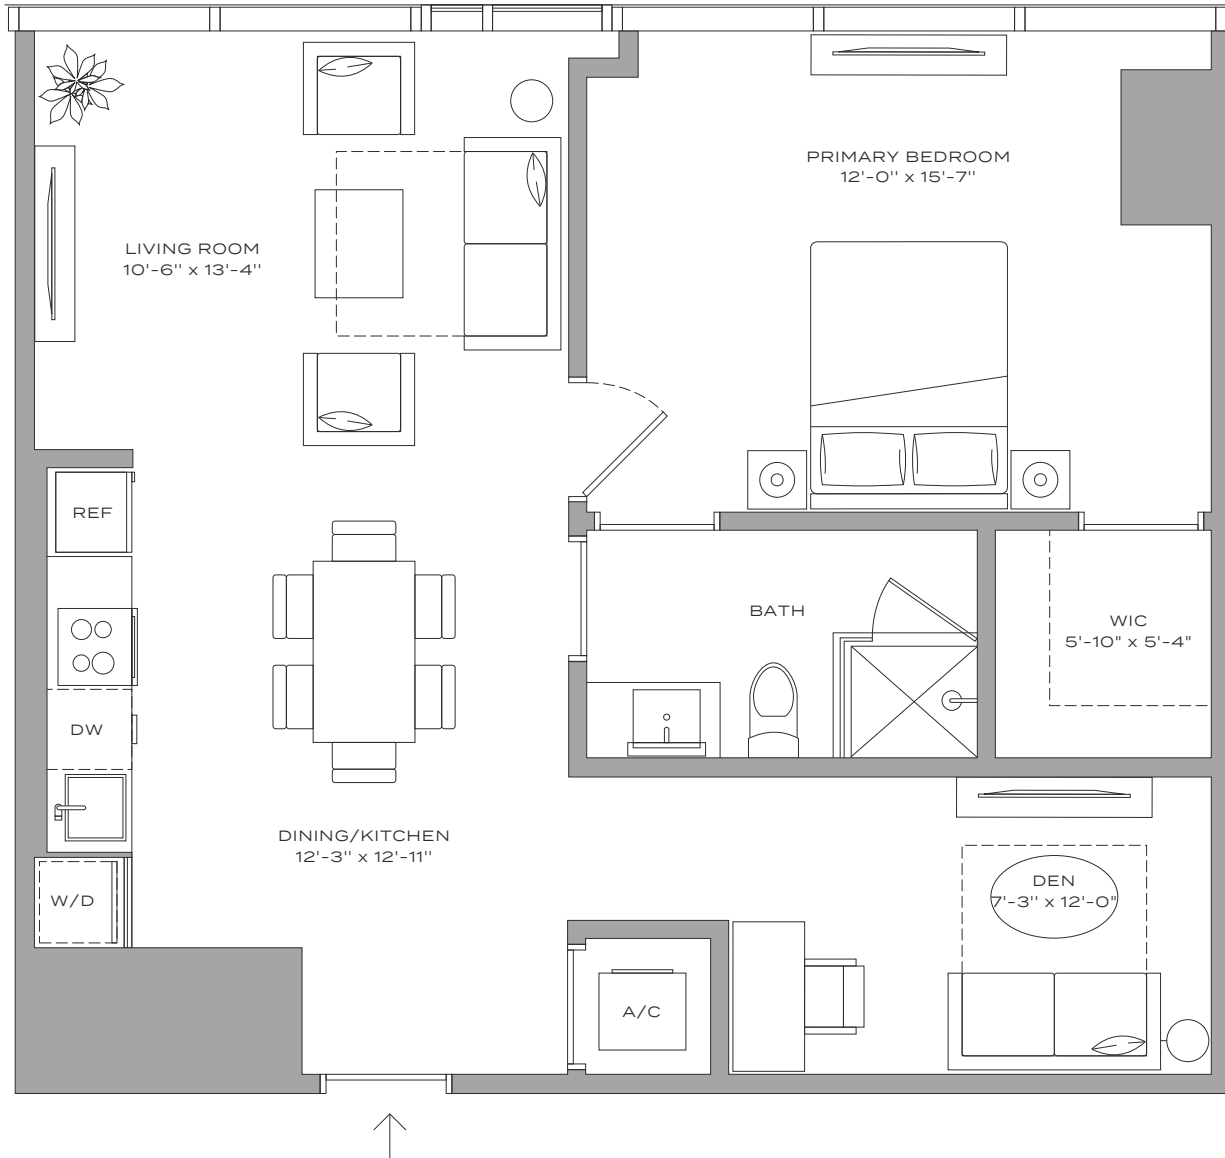 PRIMARY BEDROOM
12'-0" x 15'-7"
LIVING ROOM
10'-6" x 13'-4"
REF
BATH
WIC
5'-10" x 5'-4"
DW
DINING/KITCHEN
12'-3" x 12'-11"
W/D
DEN
7'-3" x 12'-0"
A/C